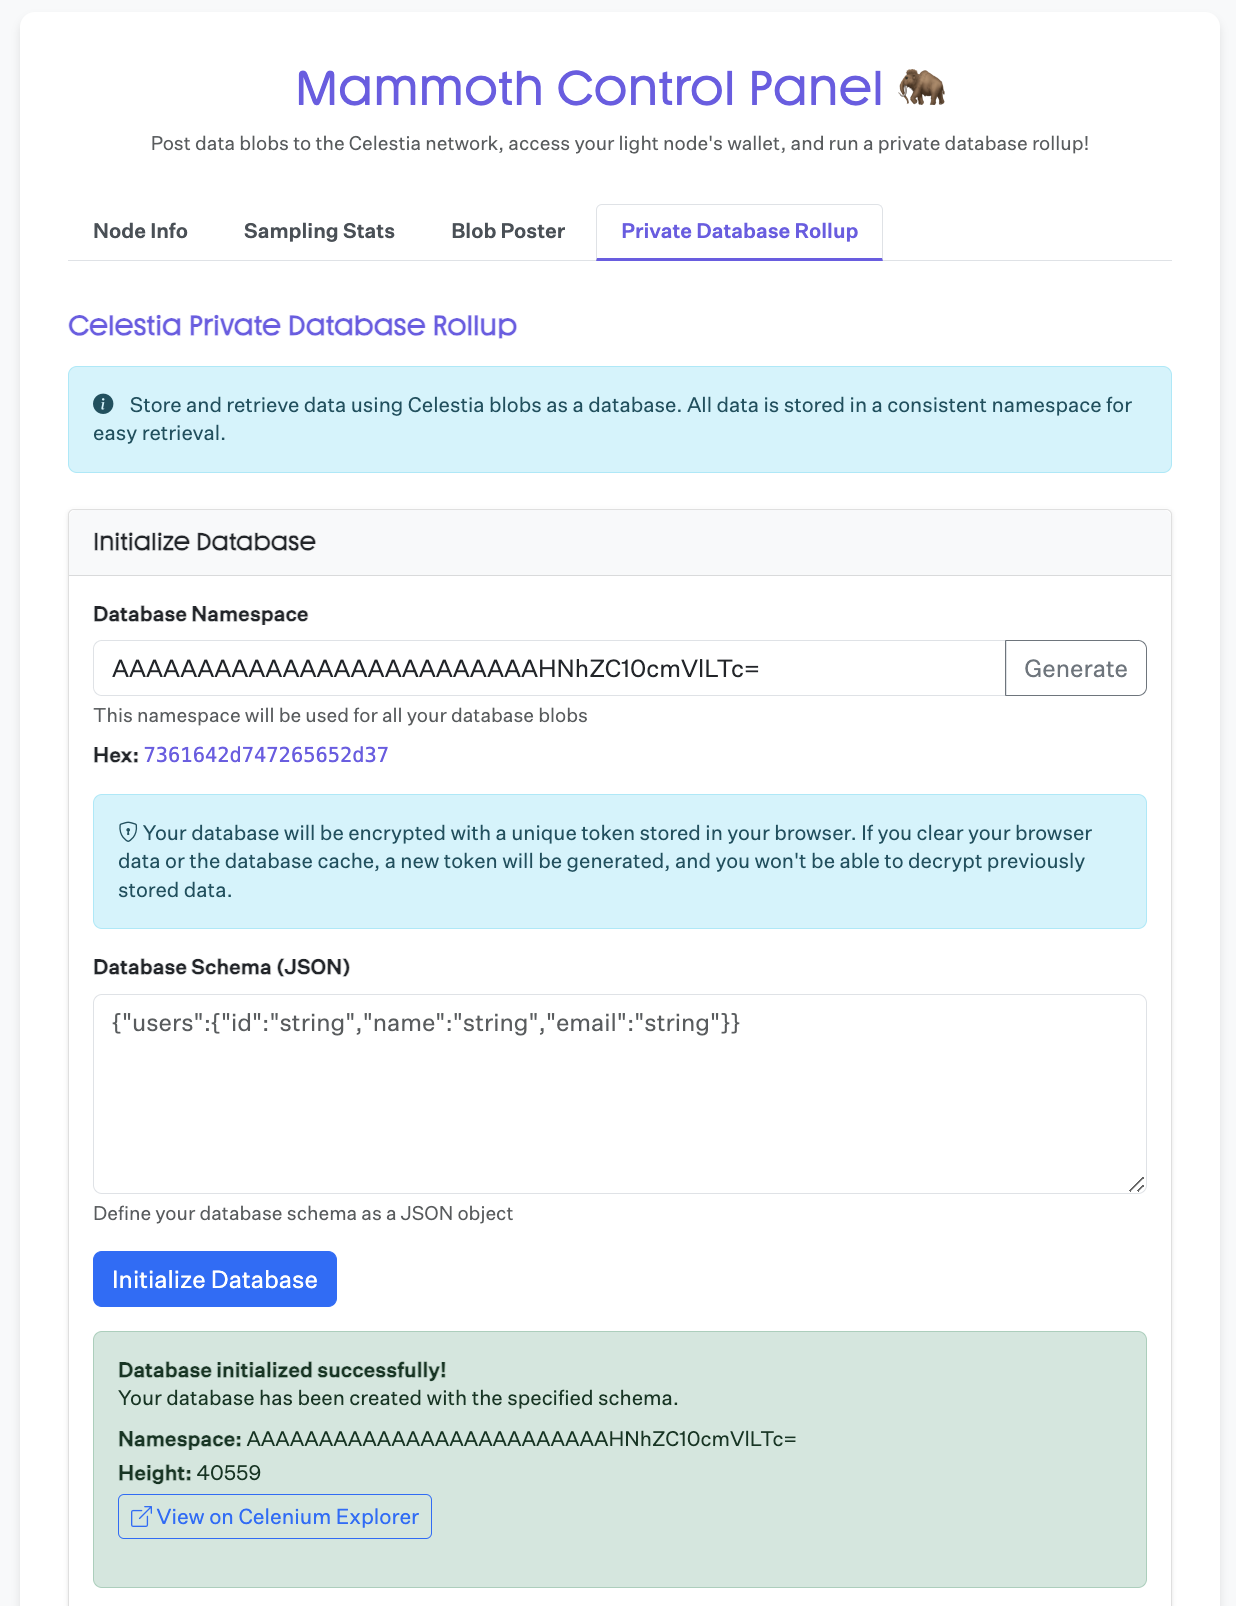 Mammoth Control Panel 🦣
Post data blobs to the Celestia network, access your light node's wallet, and run a private database rollup!
Node Info
Sampling Stats
Blob Poster
Private Database Rollup
Celestia Private Database Rollup
Store and retrieve data using Celestia blobs as a database. All data is stored in a consistent namespace for
easy retrieval.
Initialize Database
Database Namespace
AAAAAAAAAAAAAAAAAAAAAAAAAHNhZC10cmVlLTc=
Generate
This namespace will be used for all your database blobs
Hex: 7361642d747265652d37
Your database will be encrypted with a unique token stored in your browser. If you clear your browser
data or the database cache, a new token will be generated, and you won't be able to decrypt previously
stored data.
Database Schema (JSON)
{"users":{"id":"string","name":"string","email":"string"}}
Define your database schema as a JSON object
Initialize Database
Database initialized successfully!
Your database has been created with the specified schema.
Namespace: AAAAAAAAAAAAAAAAAAAAAAAAAHNhZC10cmVlLTc=
Height: 40559
View on Celenium Explorer